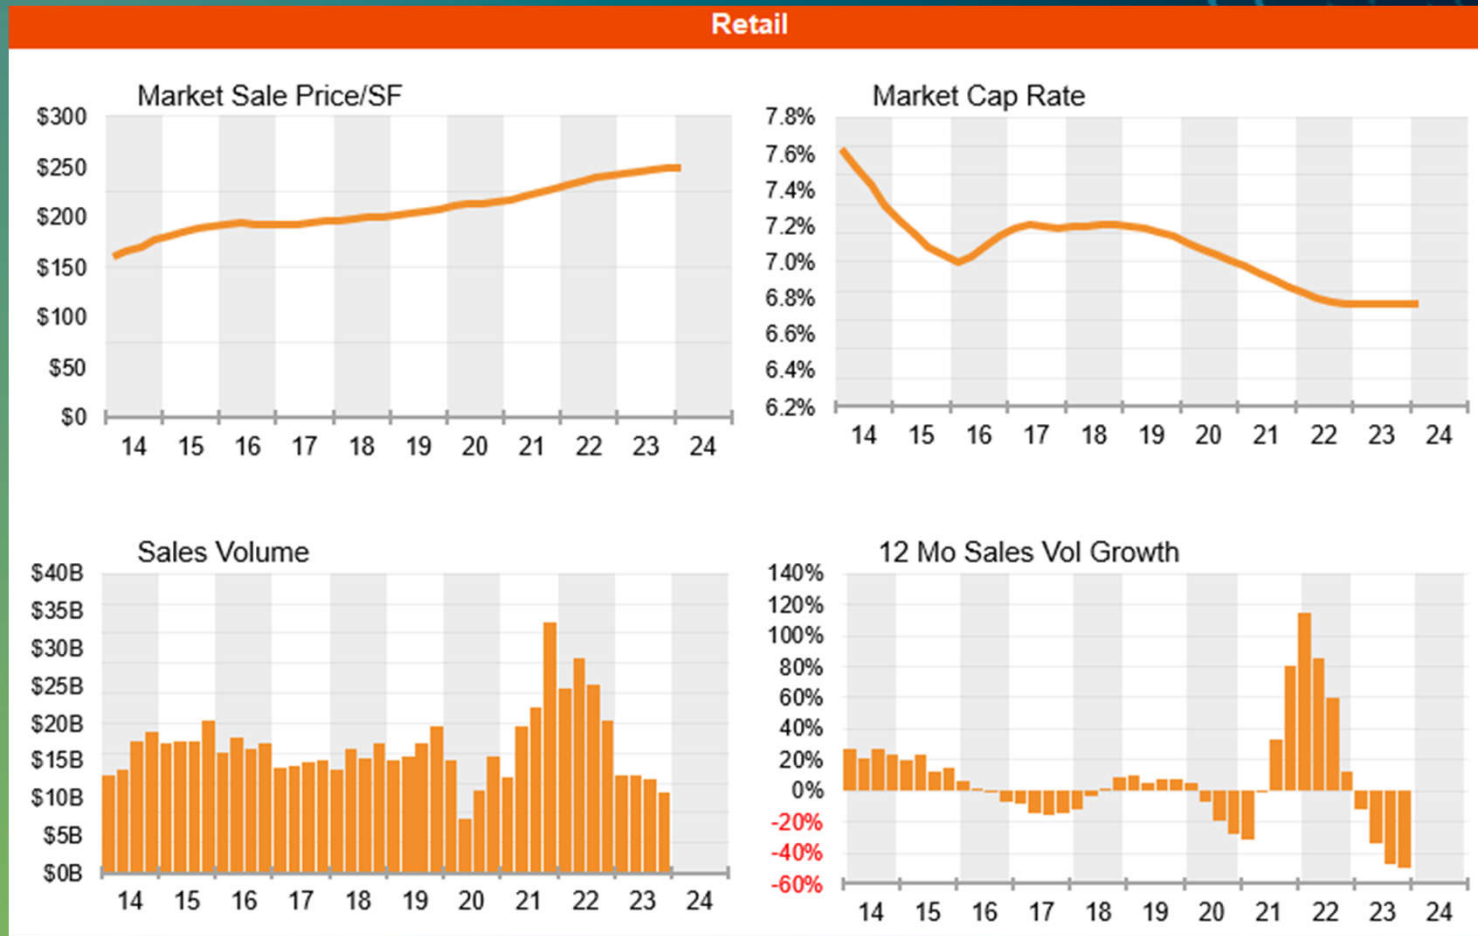 Retail
Market Sale Price/SF
$300
$250
$200
$150
$100
$50
$0
14 15 16 17 18 19 20 21 22 23 24
Market Cap Rate
7.8%
7.6%
7.4%
7.2%
7.0%
6.8%
6.6%
6.4%
6.2%
14 15 16 17 18 19 20 21 22 23 24
Sales Volume
$40B
$35B
$30B
$25B
$20B
$15B
$10B
$5B
$0B
14 15 16 17 18 19 20 21 22 23 24
12 Mo Sales Vol Growth
140%
120%
100%
80%
60%
40%
20%
0%
-20%
-40%
-60%
14 15 16 17 18 19 20 21 22 23 24